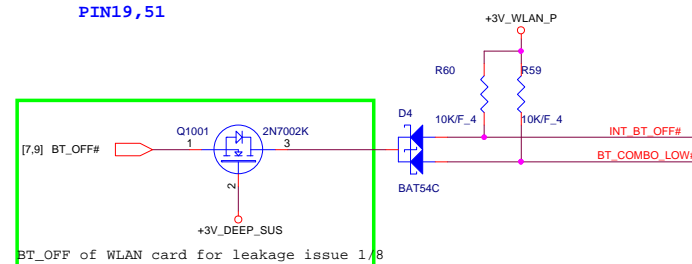 PIN19,51
+3V_WLAN_P
R60
R59
D4
Q1001
2N7002K
10K/F_4
10K/F_4
INT_BT_OFF#
[7,9] BT_OFF#
1
3
BT_COMBO_LOW#
2
BAT54C
+3V_DEEP_SUS
BT_OFF of WLAN card for leakage issue 1/8